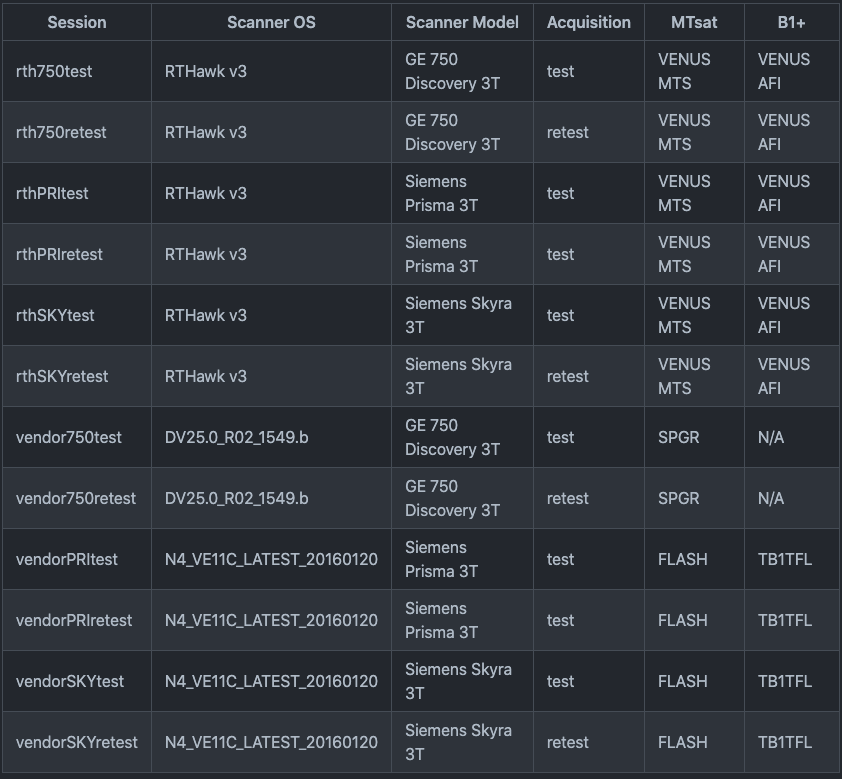 Session Scanner OS Scanner Model Acquisition MTsat B1+
rth750test RTHawk v3 GE 750 Discovery 3T test VENUS MTS VENUS AFI
rth750retest RTHawk v3 GE 750 Discovery 3T retest VENUS MTS VENUS AFI
rthPRItest RTHawk v3 Siemens Prisma 3T test VENUS MTS VENUS AFI
rthPRIretest RTHawk v3 Siemens Prisma 3T test VENUS MTS VENUS AFI
rthSKYtest RTHawk v3 Siemens Skyra 3T test VENUS MTS VENUS AFI
rthSKYretest RTHawk v3 Siemens Skyra 3T retest VENUS MTS VENUS AFI
vendor750test DV25.0_R02_1549.b GE 750 Discovery 3T test SPGR N/A
vendor750retest DV25.0_R02_1549.b GE 750 Discovery 3T retest SPGR N/A
vendorPRItest N4_VE11C_LATEST_20160120 Siemens Prisma 3T test FLASH TB1TFL
vendorPRIretest N4_VE11C_LATEST_20160120 Siemens Prisma 3T test FLASH TB1TFL
vendorSKYtest N4_VE11C_LATEST_20160120 Siemens Skyra 3T test FLASH TB1TFL
vendorSKYretest N4_VE11C_LATEST_20160120 Siemens Skyra 3T retest FLASH TB1TFL